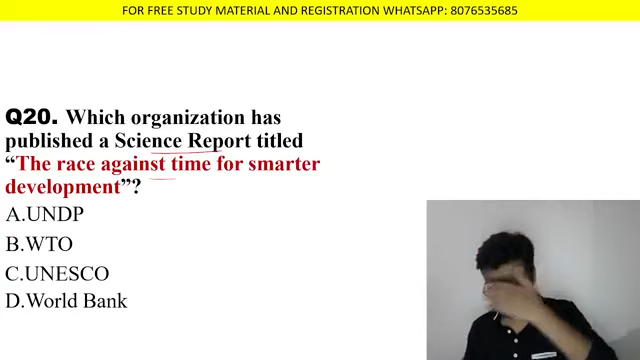 FOR FREE STUDY MATERIAL AND REGISTRATION WHATSAPP: 8076535685
Q20. Which organization has
published a Science Report titled
“The race against time for smarter
development”?
A.UNDP
B.WTO
C.UNESCO
D.World Bank